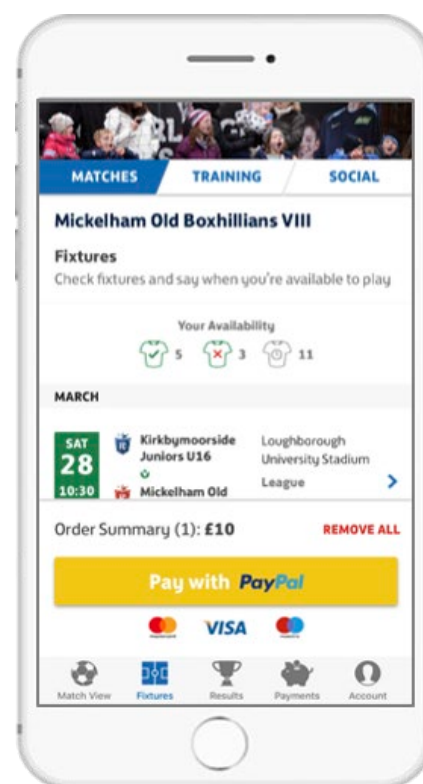 MATCHES TRAINING SOCIAL
Mickelham Old Boxhillians VIII
Fixtures
Check fixtures and say when you're available to play
Your Availability
5 3 11
MARCH
SAT
28
10:30
Kirkbymoorside
Juniors U16
Mickelham Old
Loughborough
University Stadium
League
Order Summary (1): £10 REMOVE ALL
Pay with PayPal
VISA
Match View Fixtures Results Payments Account